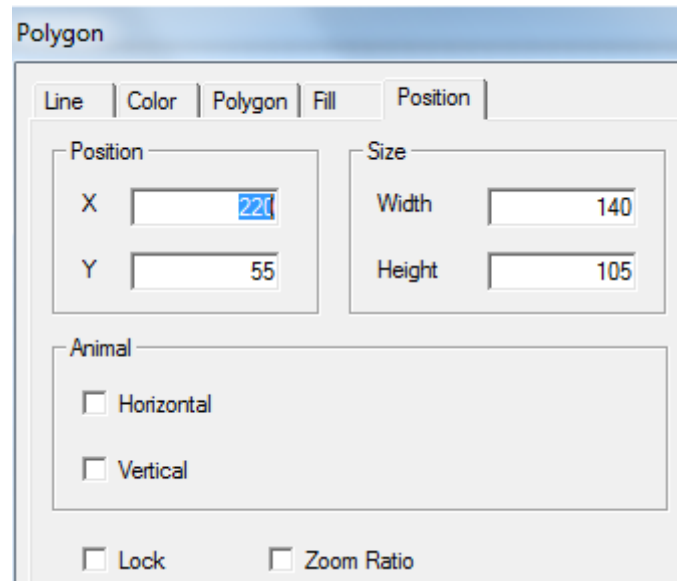 Polygon
Line Color Polygon Fill Position
Position
X 220
Y 55
Size
Width 140
Height 105
Animal
Horizontal
Vertical
Lock Zoom Ratio